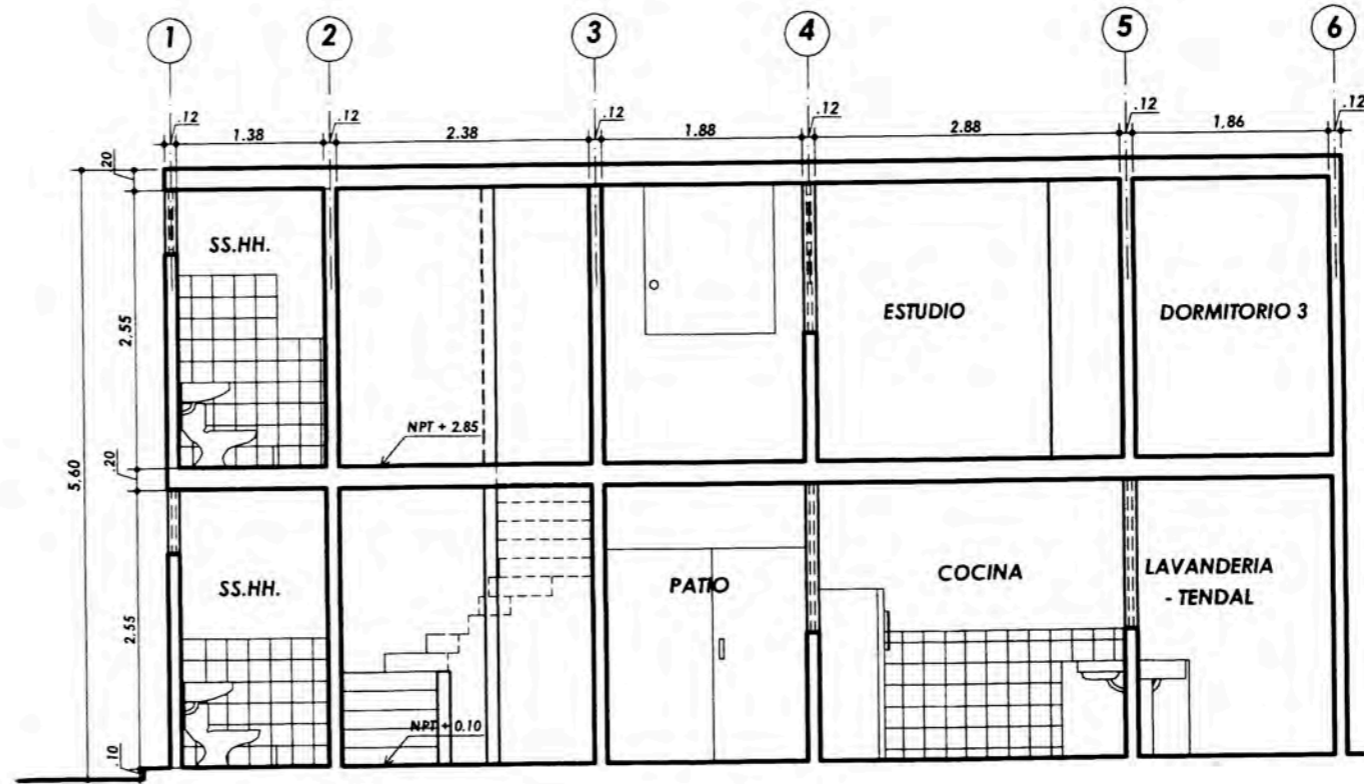 1 2 3 4 5 6
.12 .12 .12 .12 .12 .12
1.38 2.38 1.88 2.88 1.86
.20
SS.HH.
ESTUDIO
DORMITORIO 3
2.55
NPT + 2.85
.20
5.60
SS.HH.
PATIO
COCINA
LAVANDERIA
- TENDAL
2.55
NPT + 0.10
.10